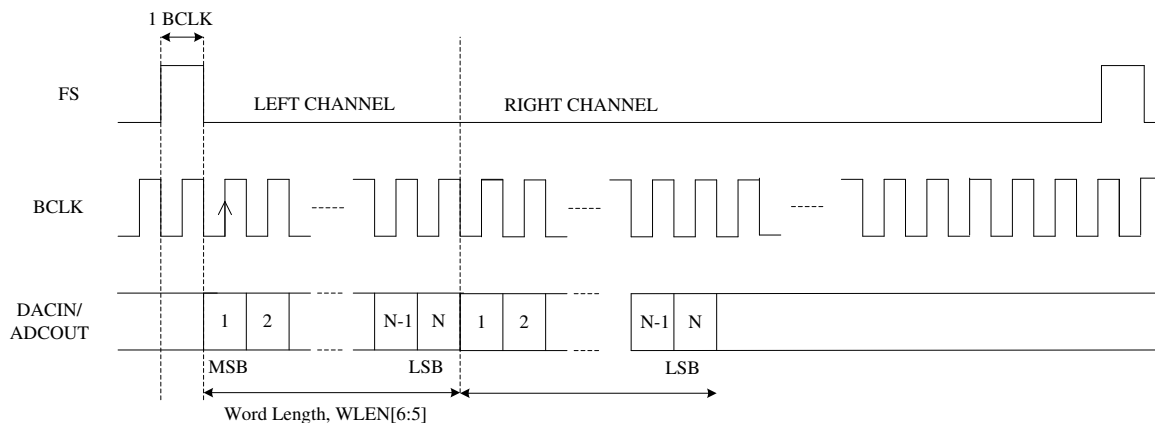 1 BCLK
FS
LEFT CHANNEL
RIGHT CHANNEL
BCLK
DACIN/
ADCOUT
1
2
N-1
N
1
2
N-1
N
MSB
LSB
LSB
Word Length, WLEN[6:5]